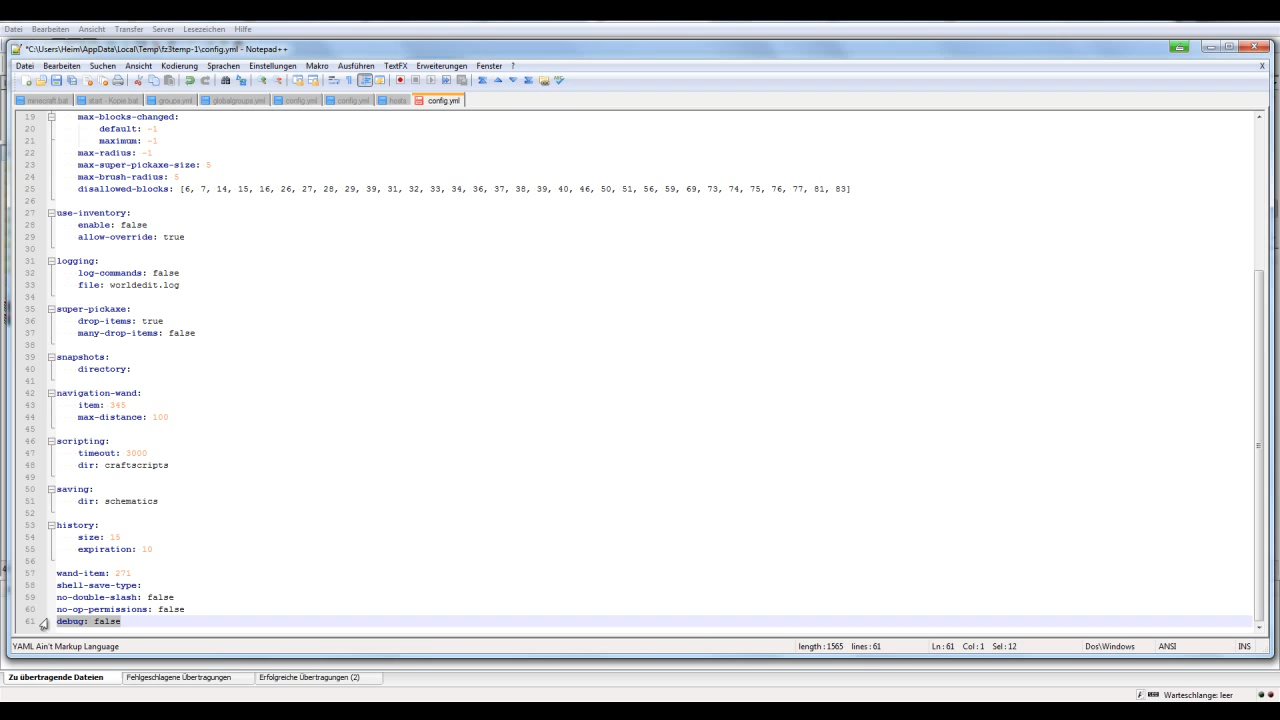 Datei Bearbeiten Ansicht Transfer Server Lesezeichen Hilfe
*C:\Users\Heim\AppData\Local\Temp\fz3temp-1\config.yml - Notepad++
Datei Bearbeiten Suchen Ansicht Kodierung Sprachen Einstellungen Makro Ausführen TextFX Erweiterungen Fenster ? X
minecraft.bat start - Kopie.bat groups.yml globalgroups.yml config.yml config.yml hosts config.yml
19 max-blocks-changed:
20 default: -1
21 maximum: -1
22 max-radius: -1
23 max-super-pickaxe-size: 5
24 max-brush-radius: 5
25 disallowed-blocks: [6, 7, 14, 15, 16, 26, 27, 28, 29, 39, 31, 32, 33, 34, 36, 37, 38, 39, 40, 46, 50, 51, 56, 59, 69, 73, 74, 75, 76, 77, 81, 83]
26
27 use-inventory:
28 enable: false
29 allow-override: true
30
31 logging:
32 log-commands: false
33 file: worldedit.log
34
35 super-pickaxe:
36 drop-items: true
37 many-drop-items: false
38
39 snapshots:
40 directory:
41
42 navigation-wand:
43 item: 345
44 max-distance: 100
45
46 scripting:
47 timeout: 3000
48 dir: craftscripts
49
50 saving:
51 dir: schematics
52
53 history:
54 size: 15
55 expiration: 10
56
57 wand-item: 271
58 shell-save-type:
59 no-double-slash: false
60 no-op-permissions: false
61 debug: false
YAML Ain't Markup Language length : 1565 lines : 61 Ln : 61 Col : 1 Sel : 12 Dos\Windows ANSI INS
Zu übertragende Dateien Fehlgeschlagene Übertragungen Erfolgreiche Übertragungen (2)
Warteschlange: leer